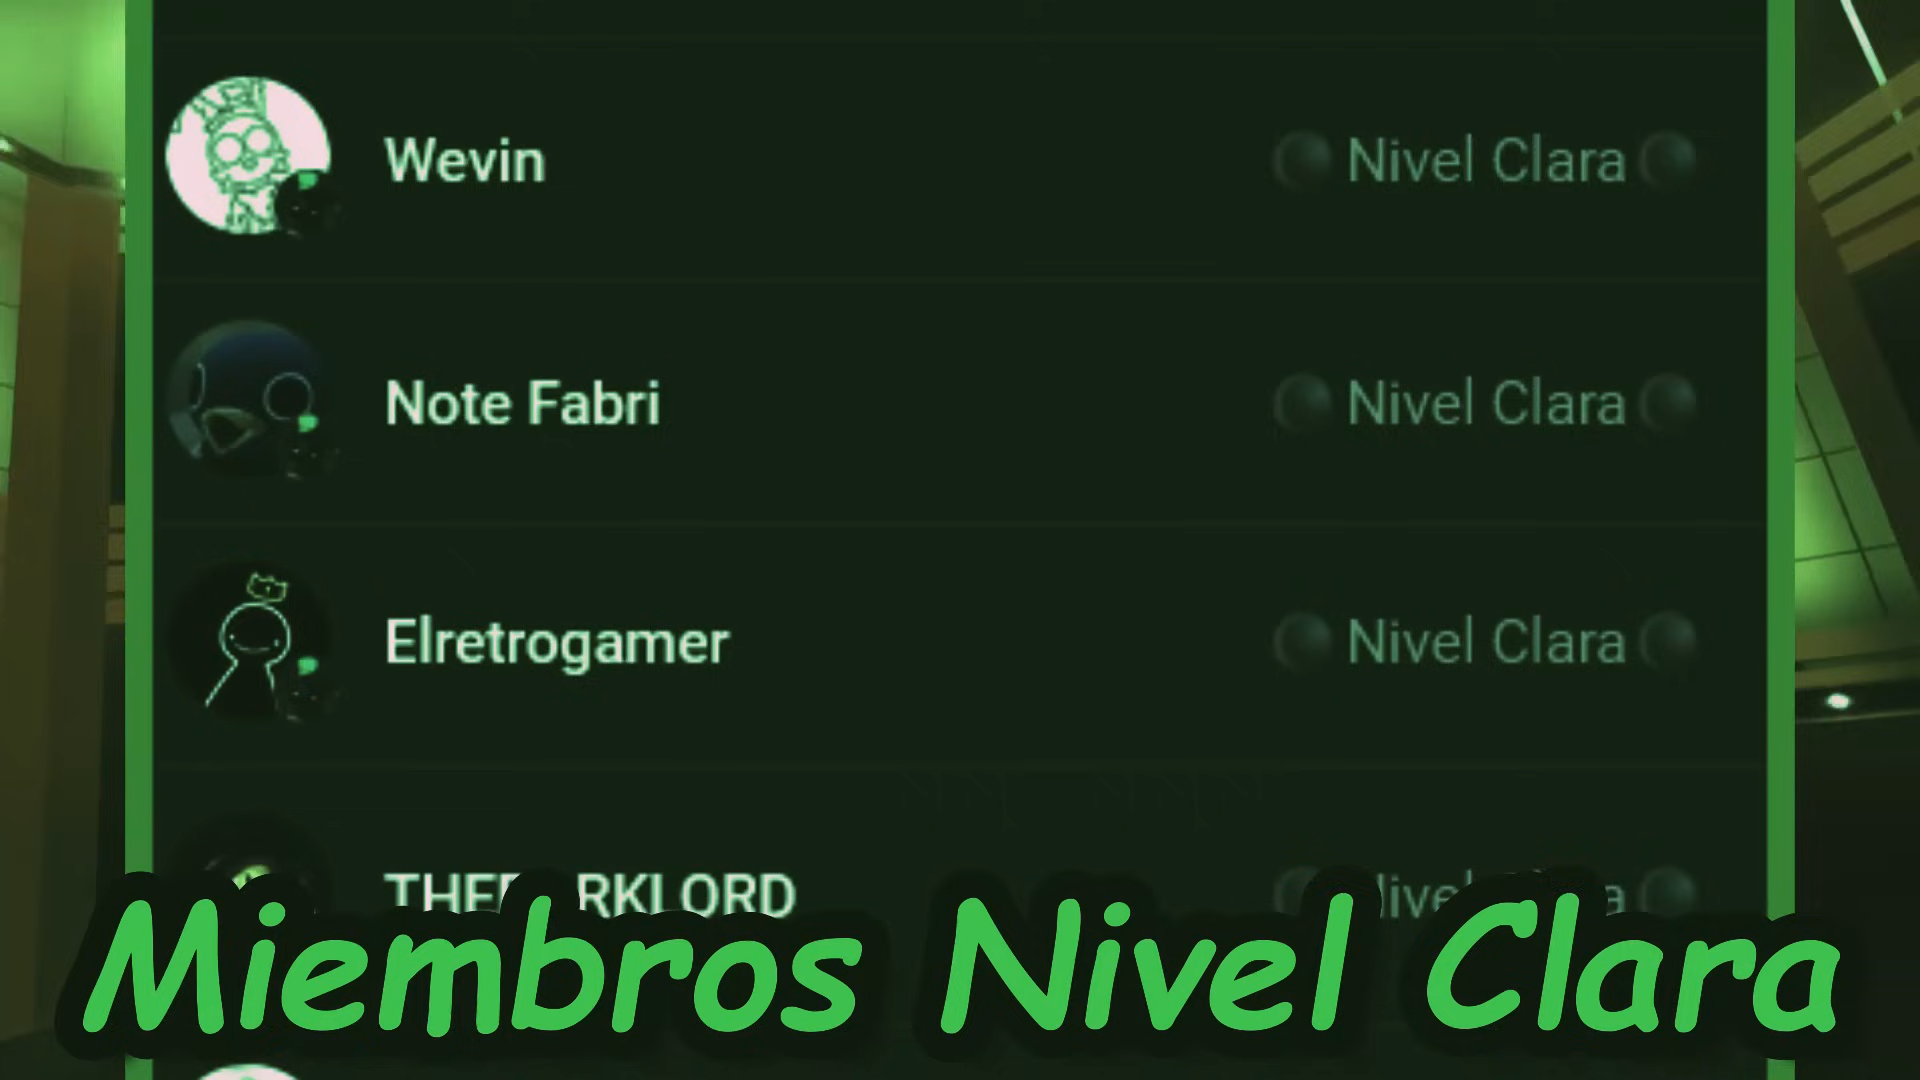 Wevin
Nivel Clara
Note Fabri
Nivel Clara
Elretrogamer
Nivel Clara
Miembros Nivel Clara